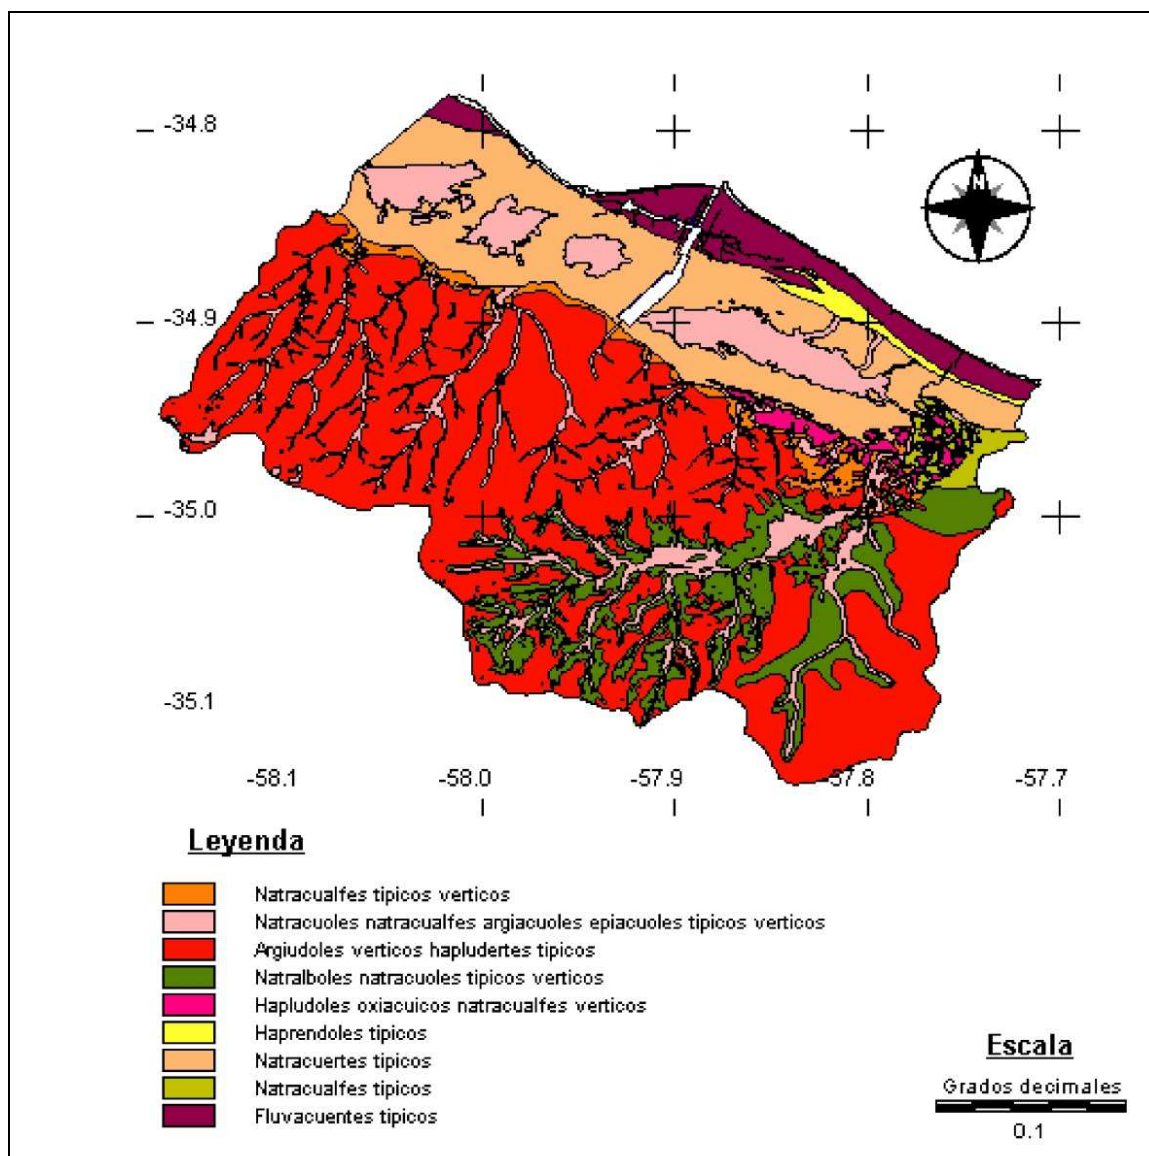 -34.8
N
-34.9
-35.0
-35.1
-58.1 -58.0 -57.9 -57.8 -57.7
Leyenda
Natracualfes tipicos verticos
Natracuoles natracualfes argiacuoles epiacuoles tipicos verticos
Argiudoles verticos hapludertes tipicos
Natralboles natracuoles tipicos verticos
Hapludoles oxiacuicos natracualfes verticos
Haprendoles tipicos
Natracuertes tipicos
Natracualfes tipicos
Fluvacuentes tipicos
Escala
Grados decimales
0.1